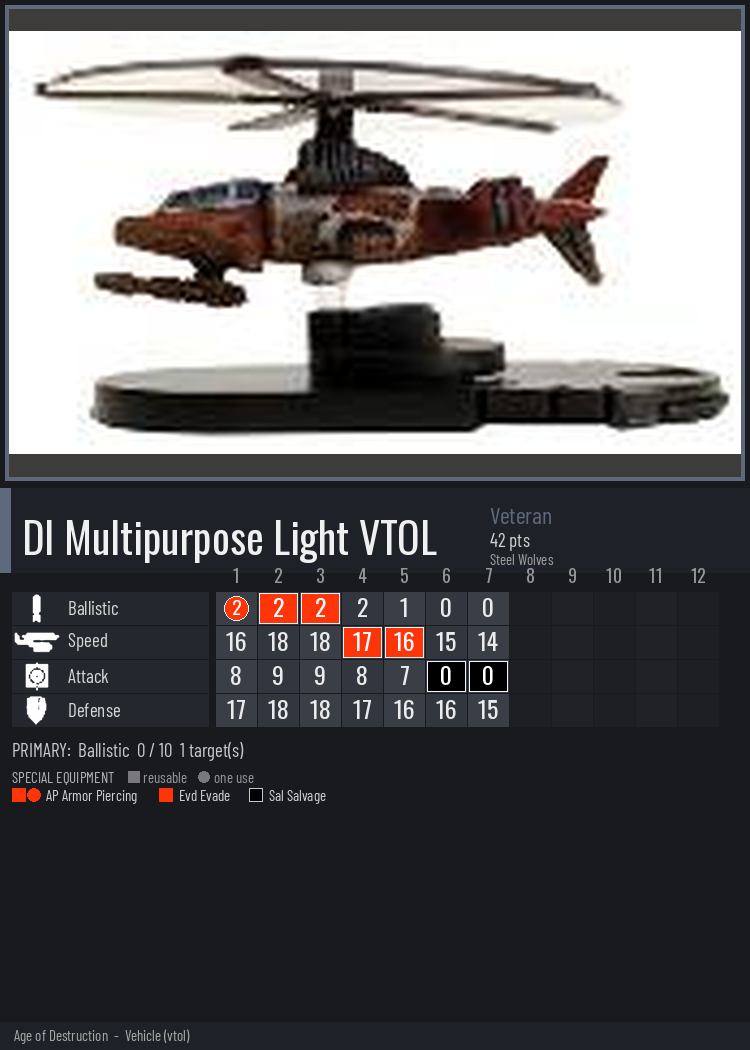 DI Multipurpose Light VTOL
Veteran
42 pts
Steel Wolves
1 2 3 4 5 6 7 8 9 10 11 12
Ballistic 2 2 2 2 1 0 0
Speed 16 18 18 17 16 15 14
Attack 8 9 9 8 7 0 0
Defense 17 18 18 17 16 16 15
PRIMARY: Ballistic 0 / 10 1 target(s)
SPECIAL EQUIPMENT reusable one use
AP Armor Piercing Evd Evade Sal Salvage
Age of Destruction - Vehicle (vtol)